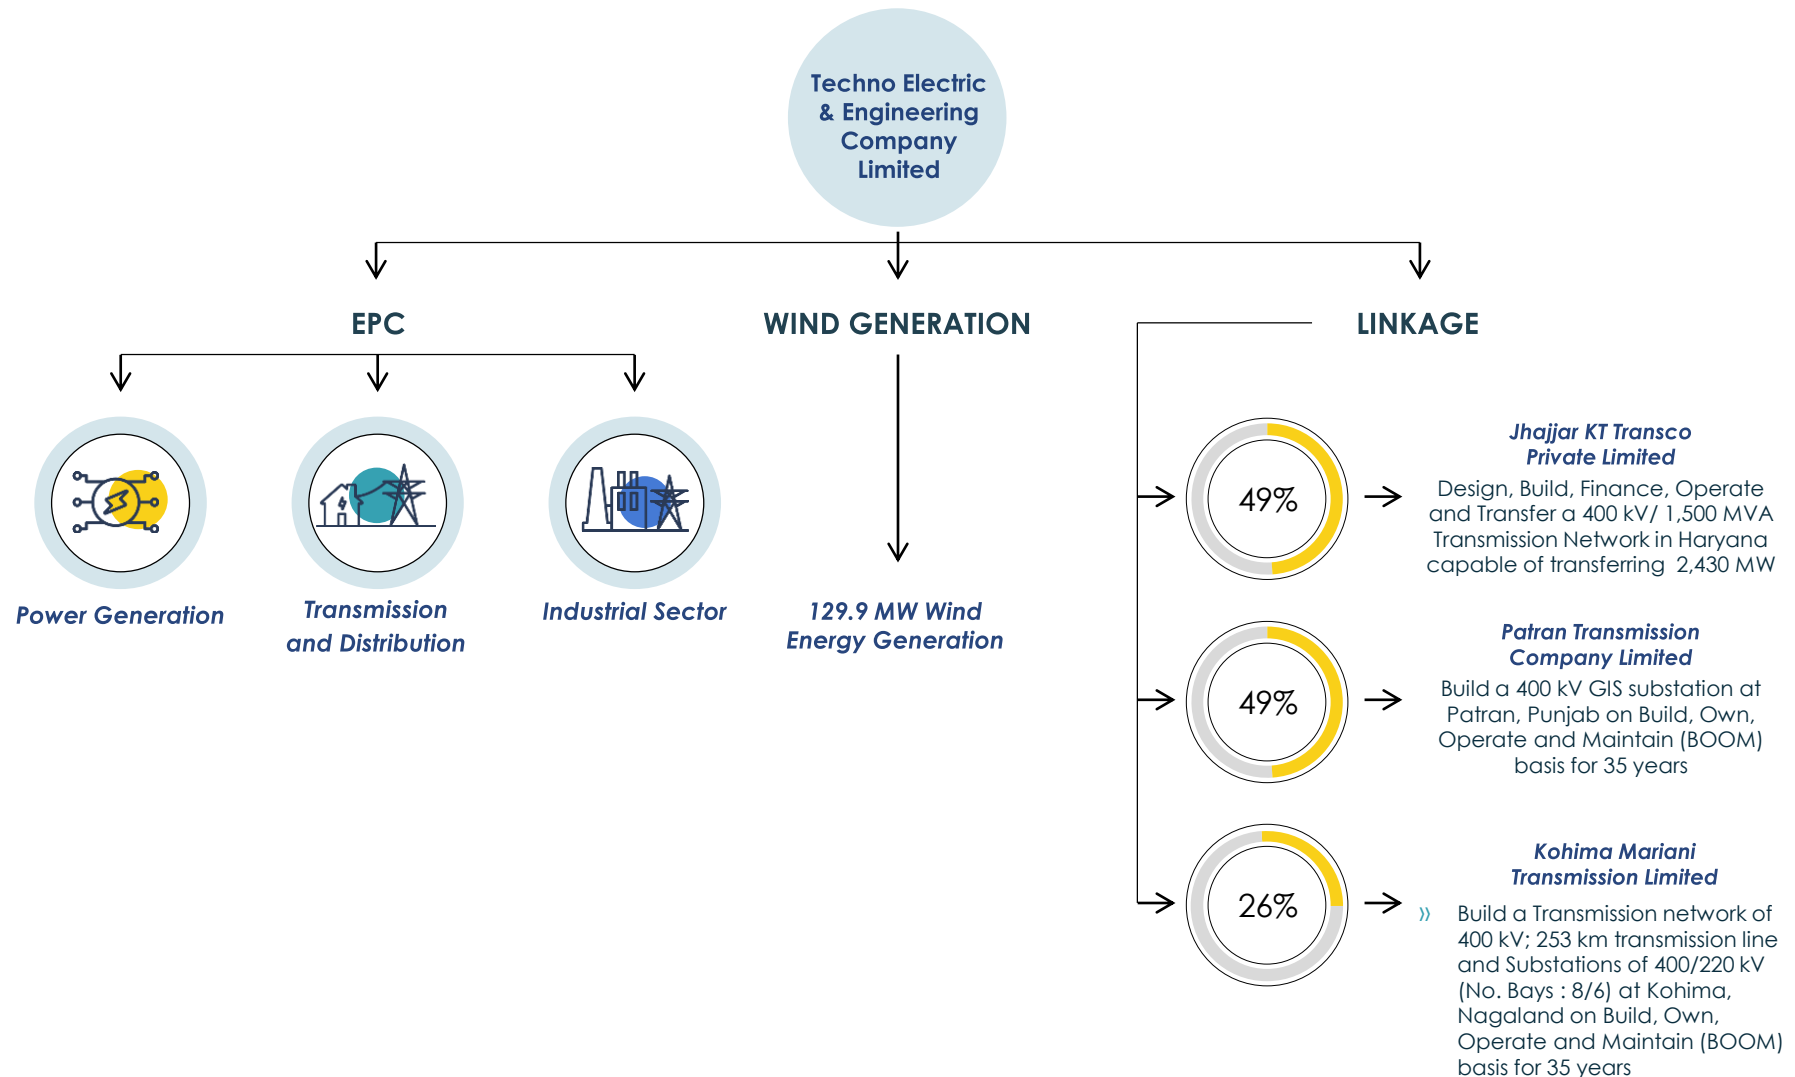 Techno Electric
& Engineering
Company
Limited
EPC
WIND GENERATION
LINKAGE
Power Generation
Transmission
and Distribution
Industrial Sector
129.9 MW Wind
Energy Generation
49%
Jhajjar KT Transco
Private Limited
Design, Build, Finance, Operate
and Transfer a 400 kV/ 1,500 MVA
Transmission Network in Haryana
capable of transferring 2,430 MW
49%
Patran Transmission
Company Limited
Build a 400 kV GIS substation at
Patran, Punjab on Build, Own,
Operate and Maintain (BOOM)
basis for 35 years
26%
Kohima Mariani
Transmission Limited
» Build a Transmission network of
400 kV; 253 km transmission line
and Substations of 400/220 kV
(No. Bays : 8/6) at Kohima,
Nagaland on Build, Own,
Operate and Maintain (BOOM)
basis for 35 years